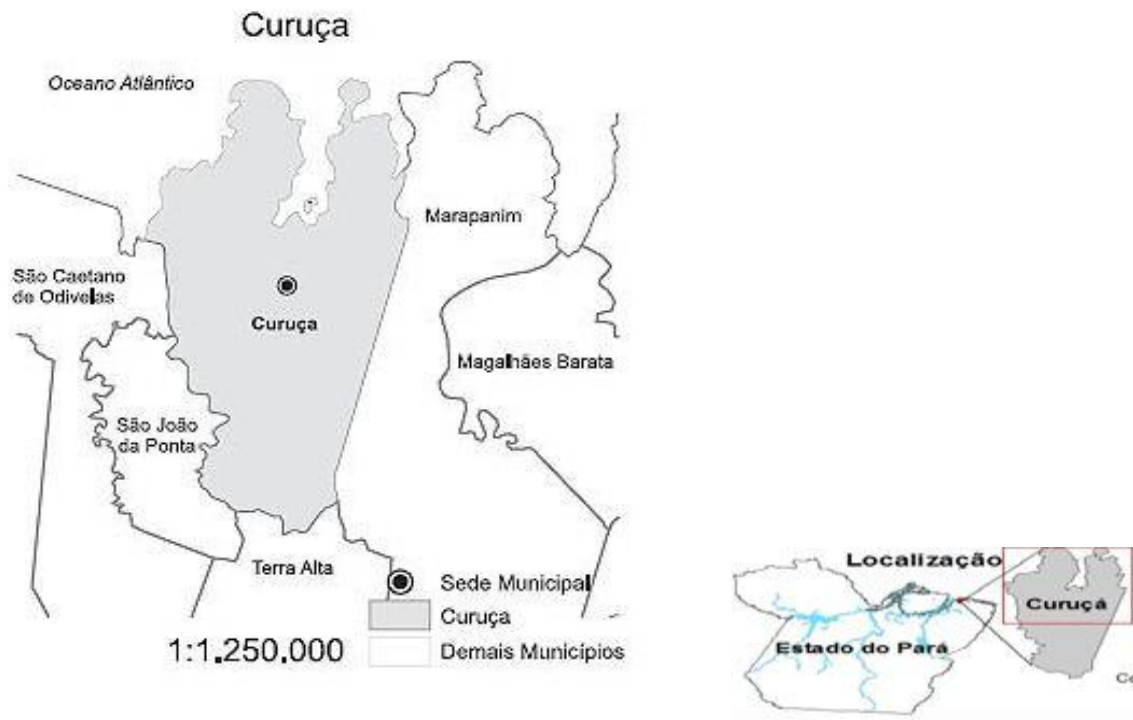 Curuça
Oceano Atlântico
Marapanim
São Caetano
de Odivelas
Curuça
Magalhães Barata
São João
da Ponta
Terra Alta
Sede Municipal
Curuça
Demais Municipios
1:1.250.000
Localização
Curuçá
Estado do Pará